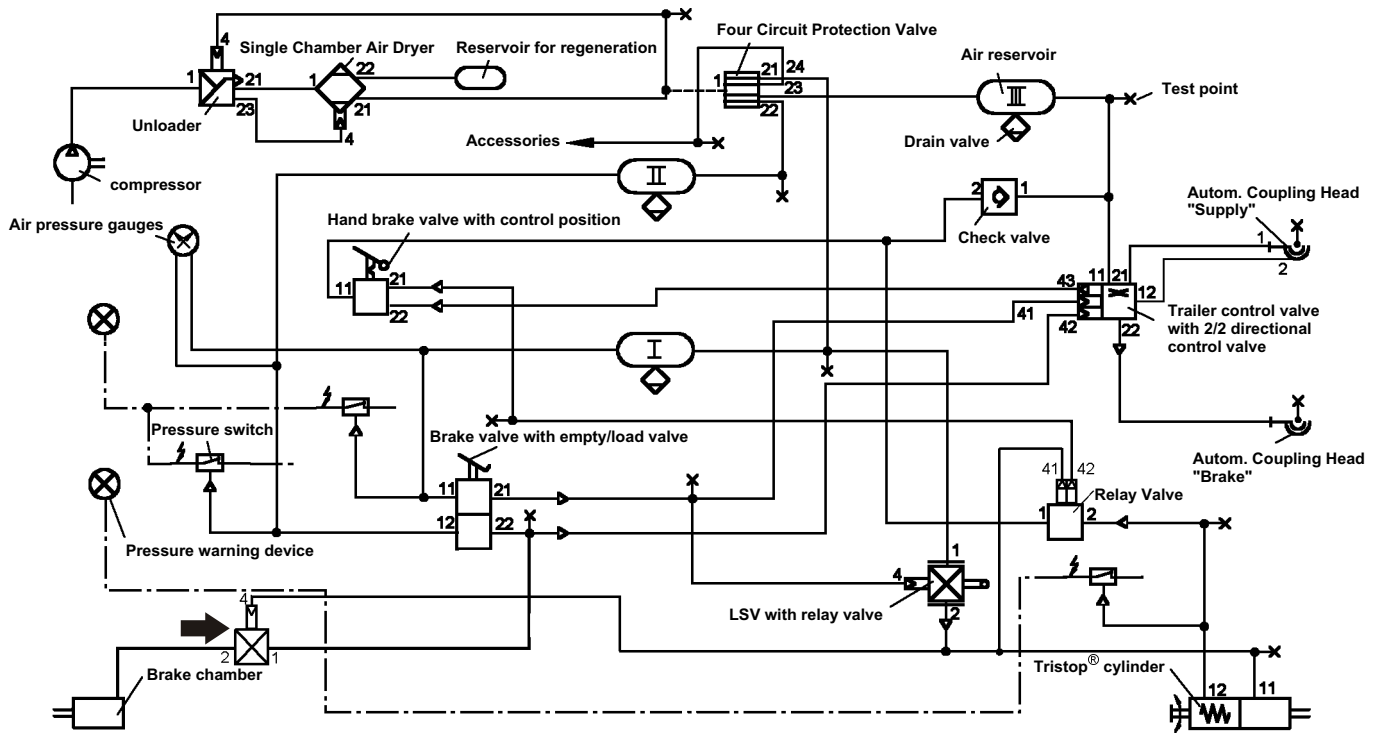 4
Single Chamber Air Dryer
Reservoir for regeneration
Four Circuit Protection Valve
Air reservoir
1
21
23
Unloader
1
22
21
4
1
21
24
23
22
III
Test point
Drain valve
Accessories
compressor
II
2
1
Check valve
Autom. Coupling Head
"Supply"
1
2
Air pressure gauges
Hand brake valve with control position
11
21
22
43
41
42
11
21
12
22
Trailer control valve
with 2/2 directional
control valve
I
Pressure switch
Brake valve with empty/load valve
11
21
12
22
Autom. Coupling Head
"Brake"
41
42
Relay Valve
1
2
Pressure warning device
1
4
LSV with relay valve
2
4
2
1
Brake chamber
Tristop® cylinder
12
11